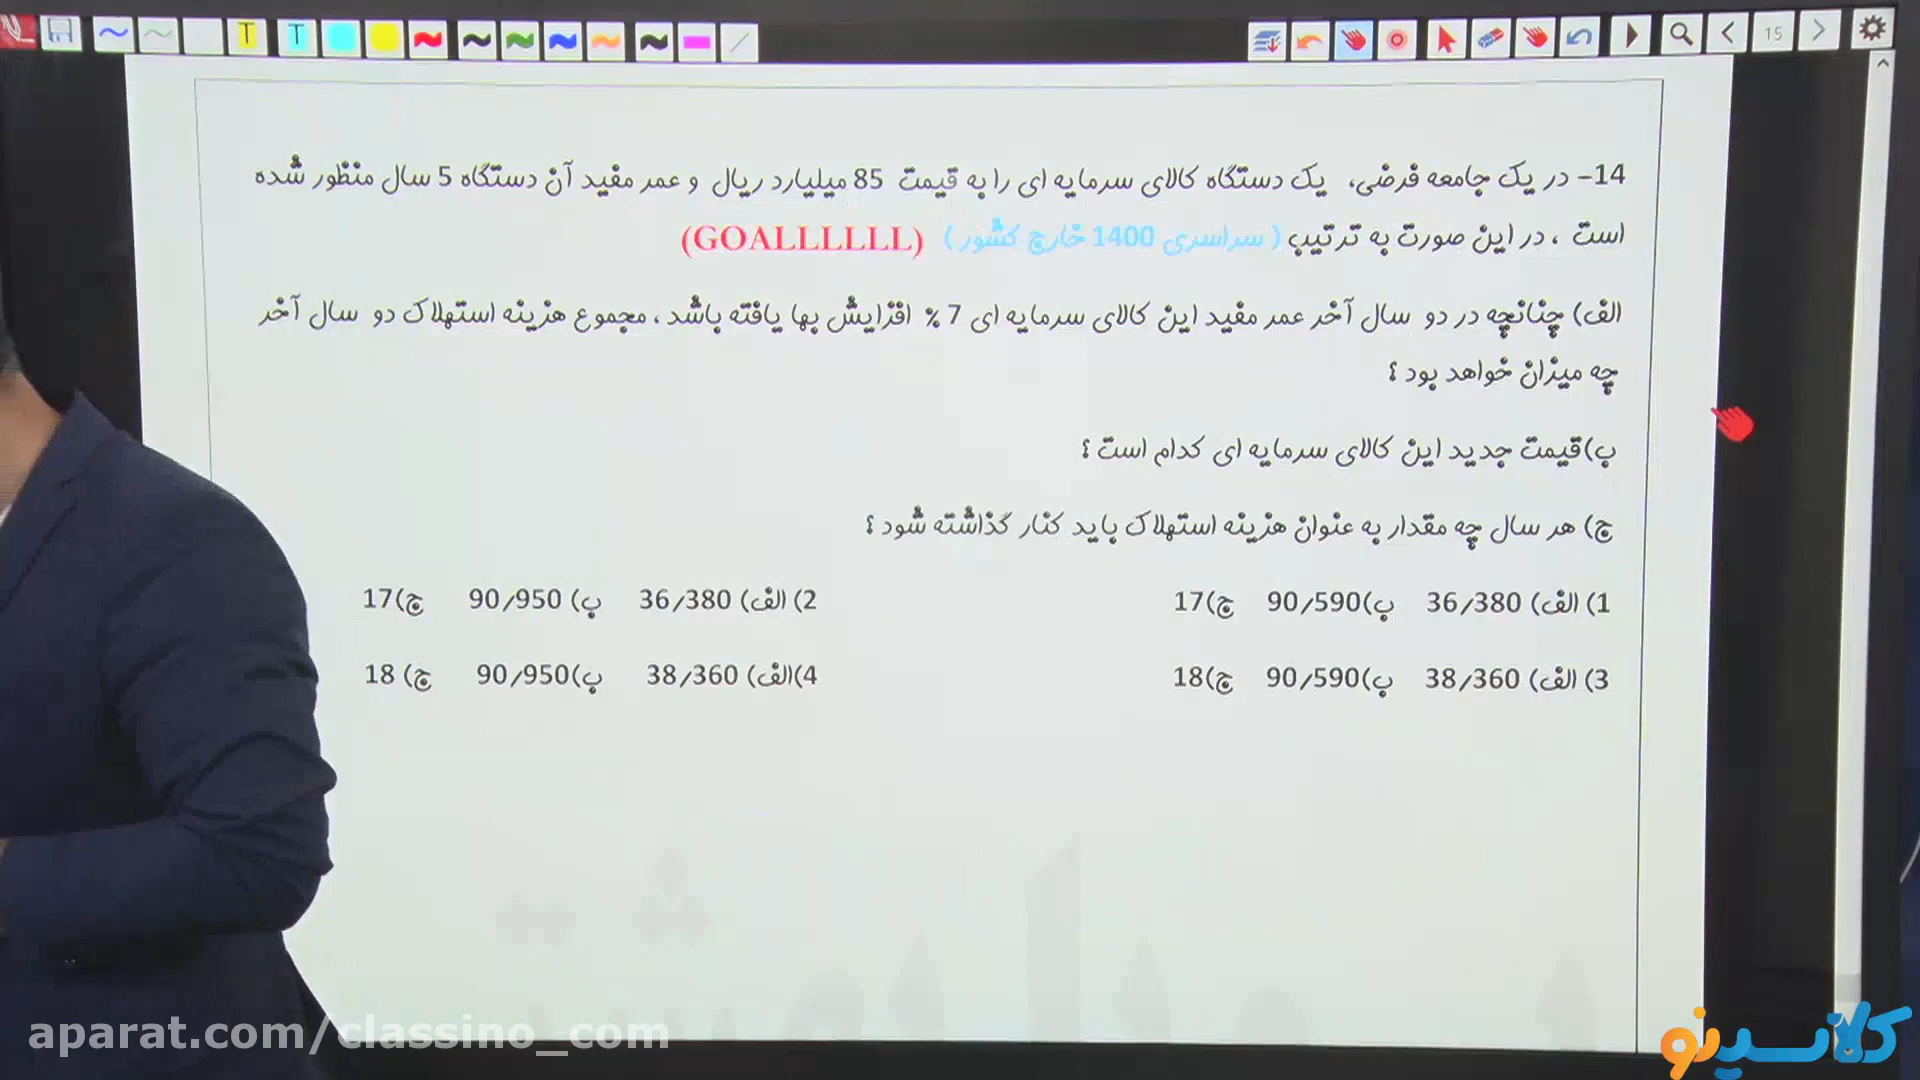 15
14- در یک جامعه فرضی، یک دستگاه کالای سرمایه ای را به قیمت 85 میلیارد ریال و عمر مفید آن دستگاه 5 سال منظور شده
است ، در این صورت به ترتیب ( سراسری 1400 خارج کشور ) (GOALLLLLL)
الف) چنانچه در دو سال آخر عمر مفید این کالای سرمایه ای 7 % افزایش بها یافته باشد ، مجموع هزینه استهلاک دو سال آخر
چه میزان خواهد بود ؟
ب)قیمت جدید این کالای سرمایه ای کدام است ؟
ج) هر سال چه مقدار به عنوان هزینه استهلاک باید کنار گذاشته شود ؟
1) الف) 36/380 ب)90/590 ج)17 2) الف) 36/380 ب) 90/950 ج)17
3) الف) 38/360 ب)90/590 ج)18 4)الف) 38/360 ب)90/950 ج) 18
aparat.com/classino_com
کلاسینو